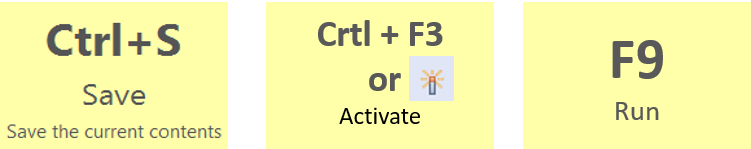 Ctrl+S
Save
Save the current contents
Crtl + F3
or
Activate
F9
Run